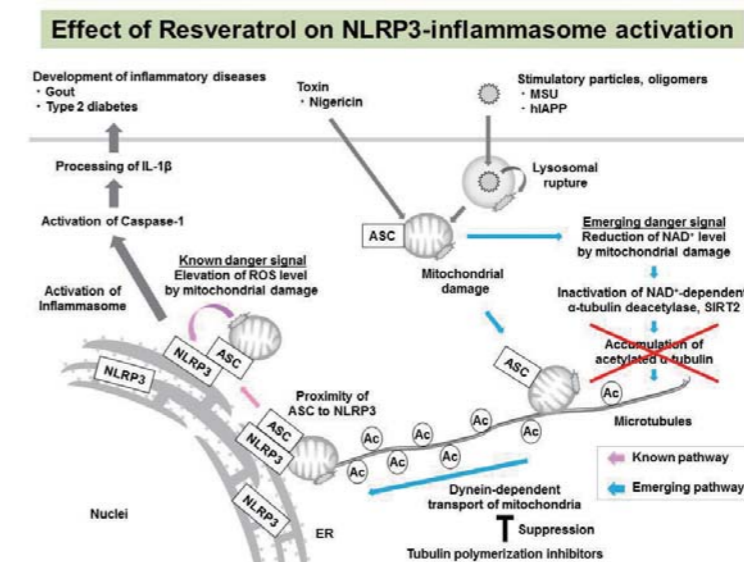 Effect of Resveratrol on NLRP3-inflammasome activation
Development of inflammatory diseases
・Gout
・Type 2 diabetes
Toxin
・Nigericin
Stimulatory particles, oligomers
・MSU
・hIAPP
Processing of IL-1β
Lysosomal
rupture
Activation of Caspase-1
ASC
Emerging danger signal
Reduction of NAD⁺ level
by mitochondrial damage
Known danger signal
Elevation of ROS level
by mitochondrial damage
Mitochondrial
damage
Activation of
Inflammasome
Inactivation of NAD⁺-dependent
α-tubulin deacetylase, SIRT2
Accumulation of
acetylated α-tubulin
NLRP3
ASC
NLRP3
ASC
Proximity of
ASC to NLRP3
Ac
Microtubules
ASC
NLRP3
Ac
Ac
Ac
Ac
Ac
Ac
Ac
Known pathway
Emerging pathway
NLRP3
Dynein-dependent
transport of mitochondria
Nuclei
ER
Suppression
Tubulin polymerization inhibitors